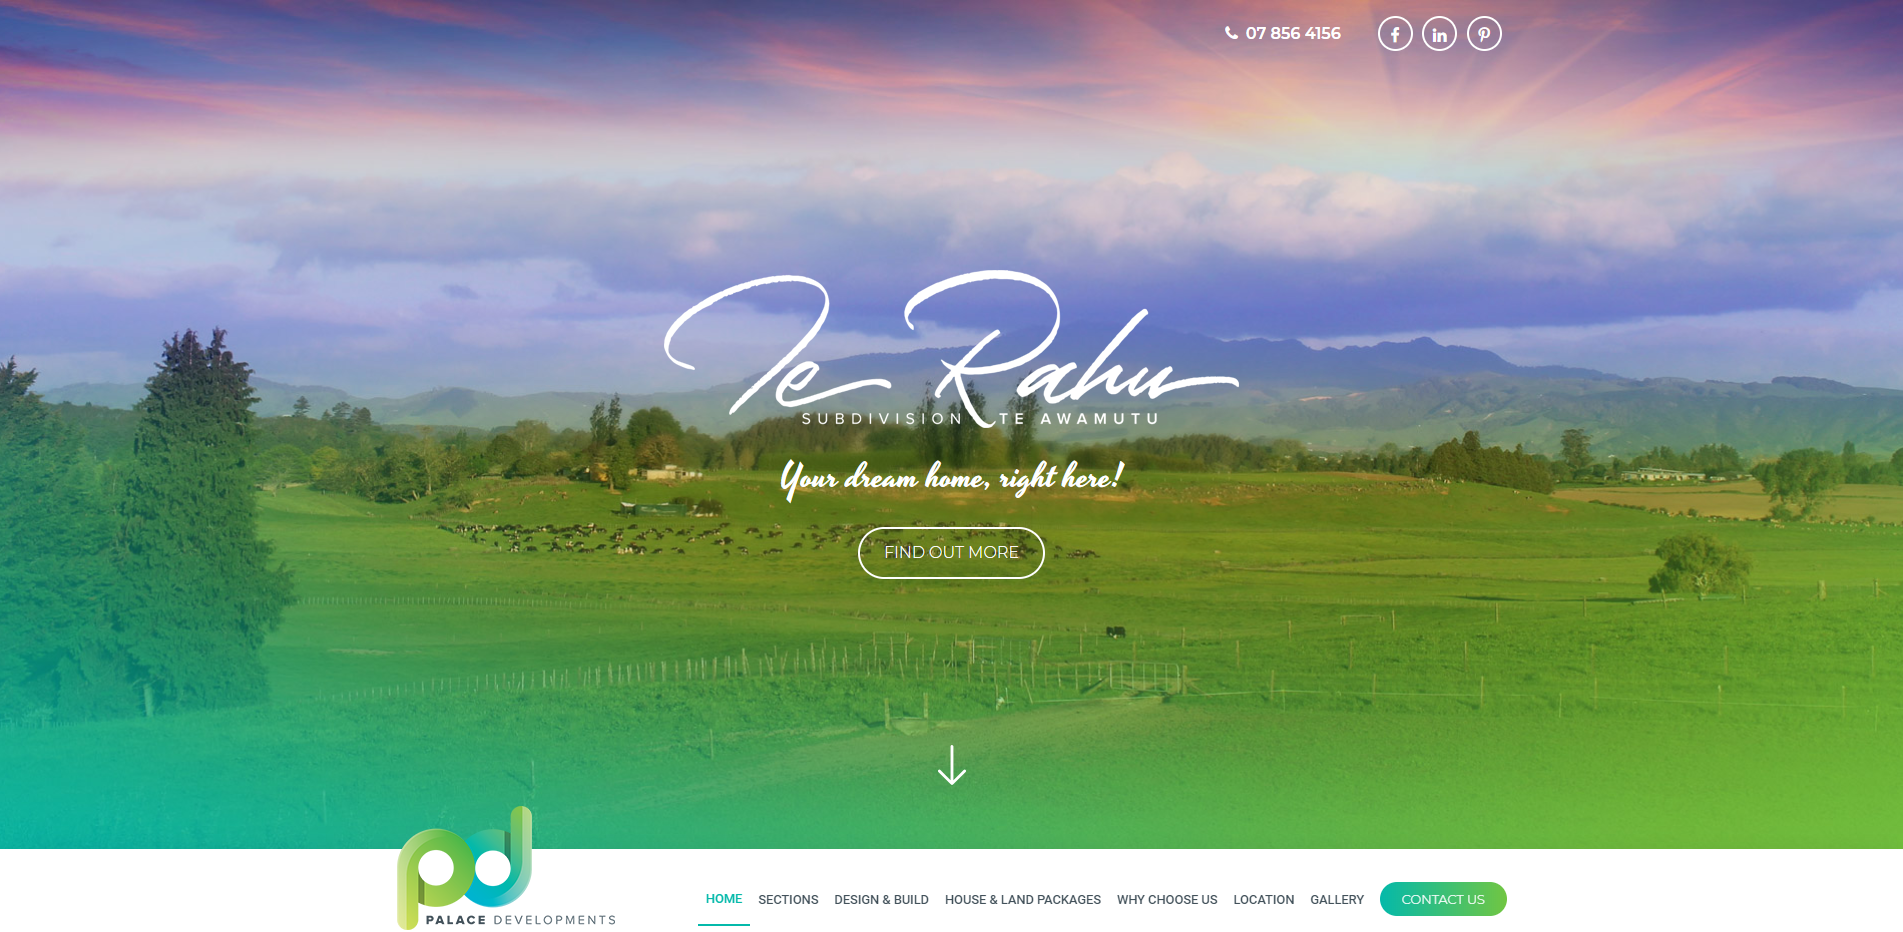 07 856 4156
Te Rahu
SUBDIVISION TE AWAMUTU
Your dream home, right here!
FIND OUT MORE
pd
PALACE DEVELOPMENTS
HOME SECTIONS DESIGN & BUILD HOUSE & LAND PACKAGES WHY CHOOSE US LOCATION GALLERY CONTACT US